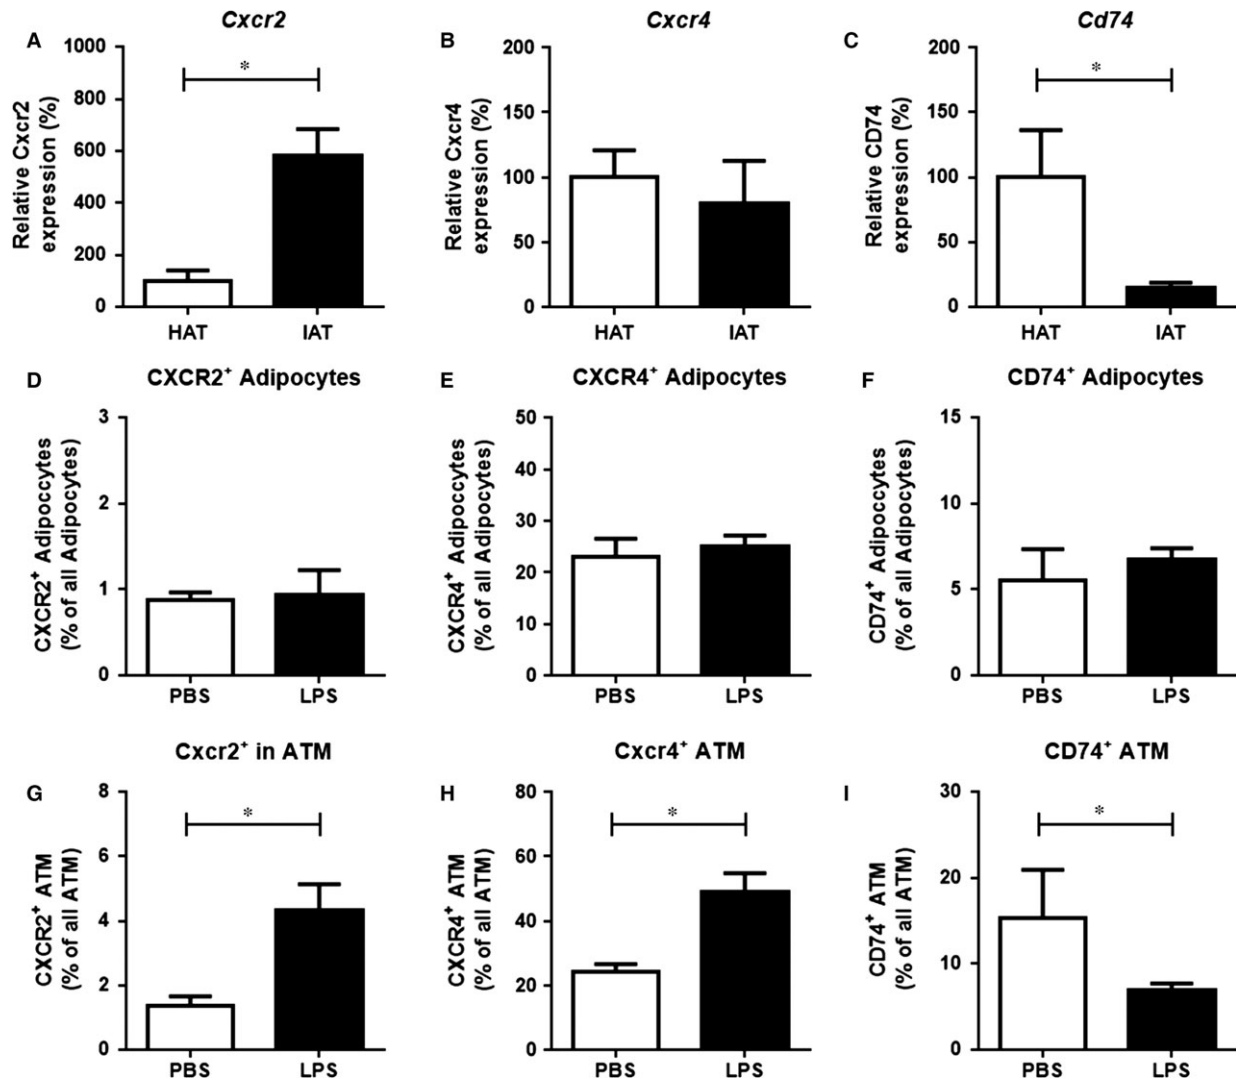 Cxcr2
Cxcr4
Cd74
A
B
C
1000
800
600
400
200
0
Relative Cxcr2
expression (%)
*
HAT
IAT
200
150
100
50
0
Relative Cxcr4
expression (%)
HAT
IAT
200
150
100
50
0
Relative CD74
expression (%)
*
HAT
IAT
D
CXCR2+ Adipocytes
3
2
1
0
CXCR2+ Adipoccytes
(% of all Adipocytes)
PBS
LPS
E
CXCR4+ Adipocytes
50
40
30
20
10
0
CXCR4+ Adipoccytes
(% of all Adipocytes)
PBS
LPS
F
CD74+ Adipocytes
15
10
5
0
CD74+ Adipoccytes
(% of all Adipocytes)
PBS
LPS
G
Cxcr2+ in ATM
8
6
4
2
0
CXCR2+ ATM
(% of all ATM)
*
PBS
LPS
H
Cxcr4+ ATM
80
60
40
20
0
CXCR4+ ATM
(% of all ATM)
*
PBS
LPS
I
CD74+ ATM
30
20
10
0
CD74+ ATM
(% of all ATM)
*
PBS
LPS